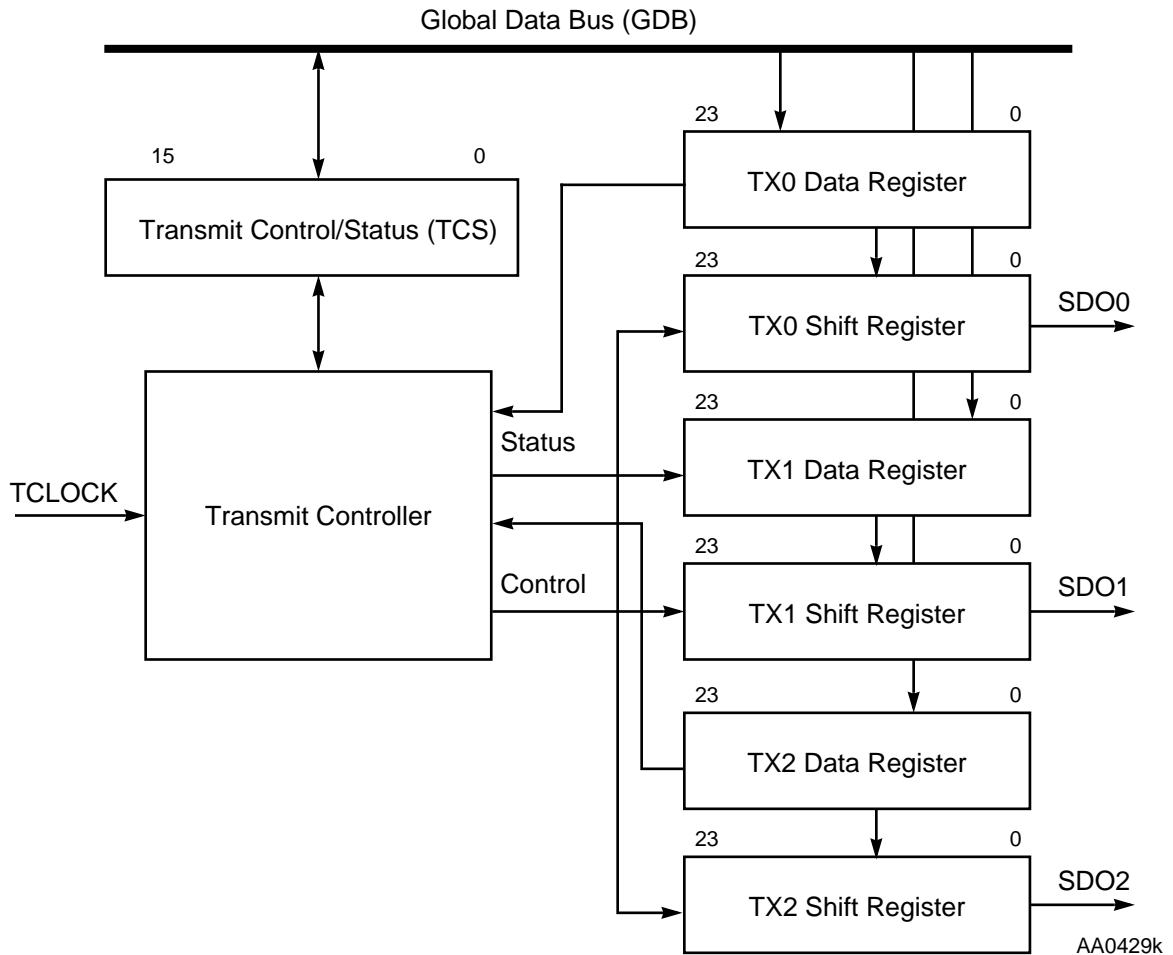 Global Data Bus (GDB)
23 0
TX0 Data Register
15 0
Transmit Control/Status (TCS)
23 0
TX0 Shift Register
SDO0
23 0
TX1 Data Register
Status
TCLOCK
Transmit Controller
Control
23 0
TX1 Shift Register
SDO1
23 0
TX2 Data Register
23 0
TX2 Shift Register
SDO2
AA0429k